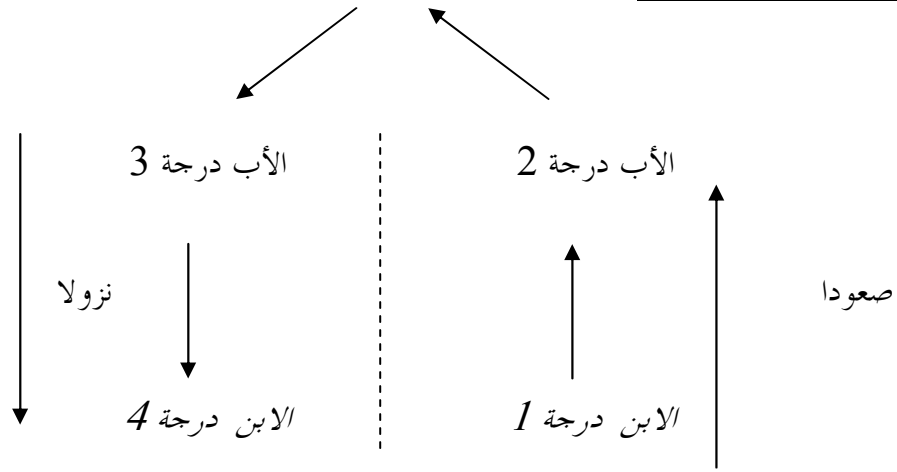 الأب درجة 2
الأب درجة 3
صعودا
نزولا
الابن درجة 1
الابن درجة 4